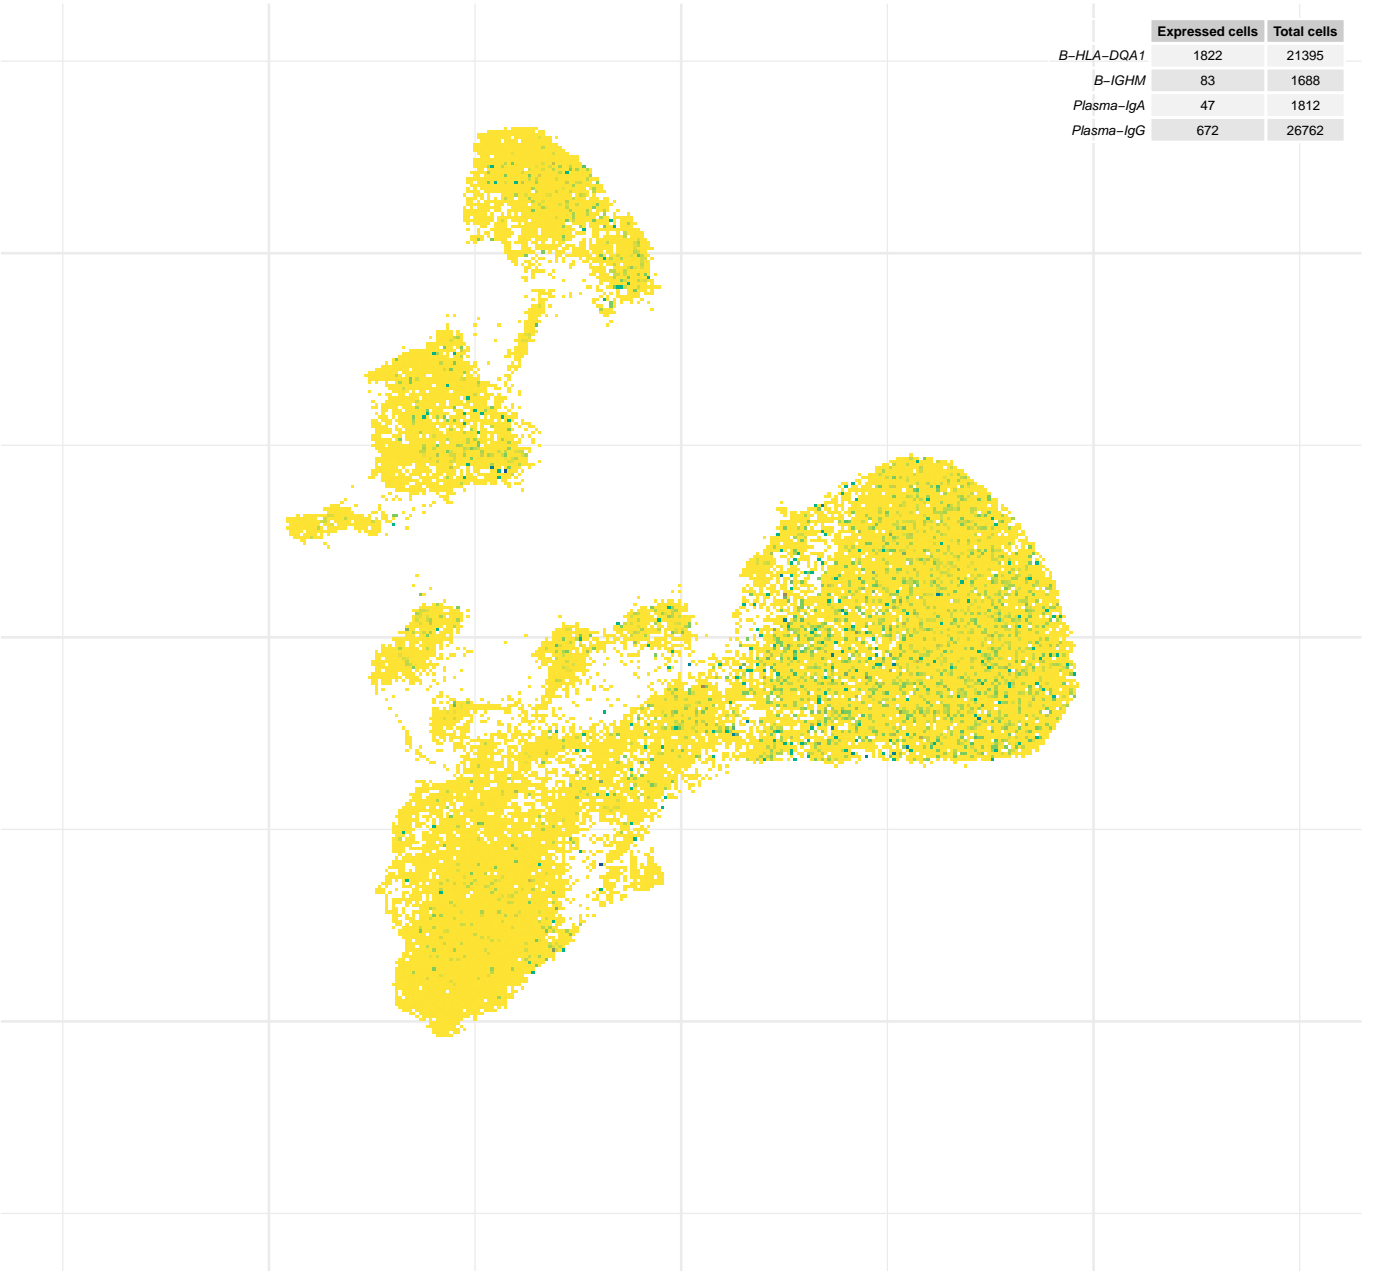 Expressed cells Total cells
B−HLA−DQA1 1822 21395
B−IGHM 83 1688
Plasma−IgA 47 1812
Plasma−IgG 672 26762